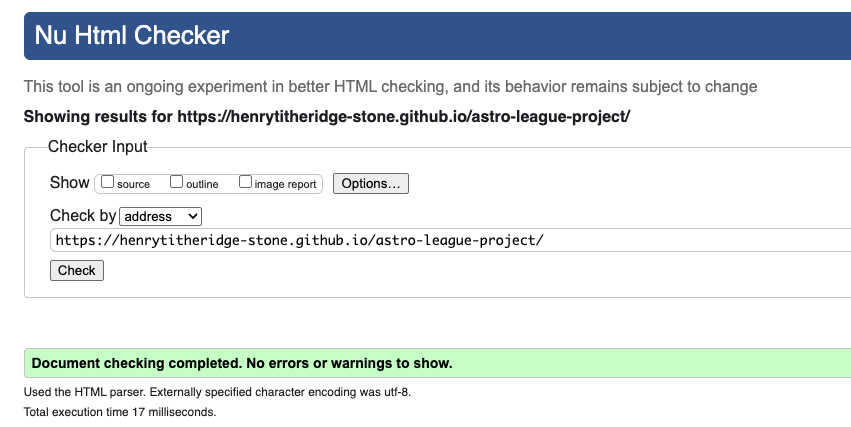 Nu Html Checker
This tool is an ongoing experiment in better HTML checking, and its behavior remains subject to change
Showing results for https://henrytitheridge-stone.github.io/astro-league-project/
Checker Input
Show source outline image report Options...
Check by address
https://henrytitheridge-stone.github.io/astro-league-project/
Check
Document checking completed. No errors or warnings to show.
Used the HTML parser. Externally specified character encoding was utf-8.
Total execution time 17 milliseconds.